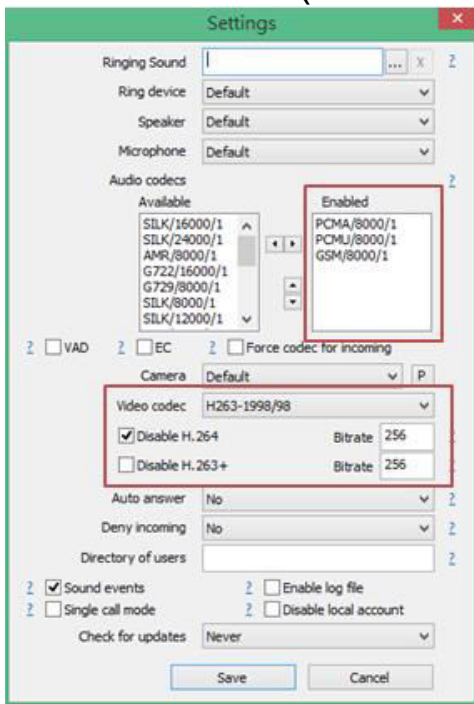 Settings
Ringing Sound ... x ?
Ring device Default
Speaker Default
Microphone Default
Audio codecs ?
Available Enabled
SILK/16000/1 PCMA/8000/1
SILK/24000/1 PCMU/8000/1
AMR/8000/1 GSM/8000/1
G722/16000/1
G729/8000/1
SILK/8000/1
SILK/12000/1
? VAD ? EC ? Force codec for incoming
Camera Default P
Video codec H263-1998/98
Disable H.264 Bitrate 256 ?
Disable H.263+ Bitrate 256 ?
Auto answer No ?
Deny incoming No ?
Directory of users ?
? Sound events ? Enable log file
? Single call mode ? Disable local account
Check for updates Never
Save Cancel